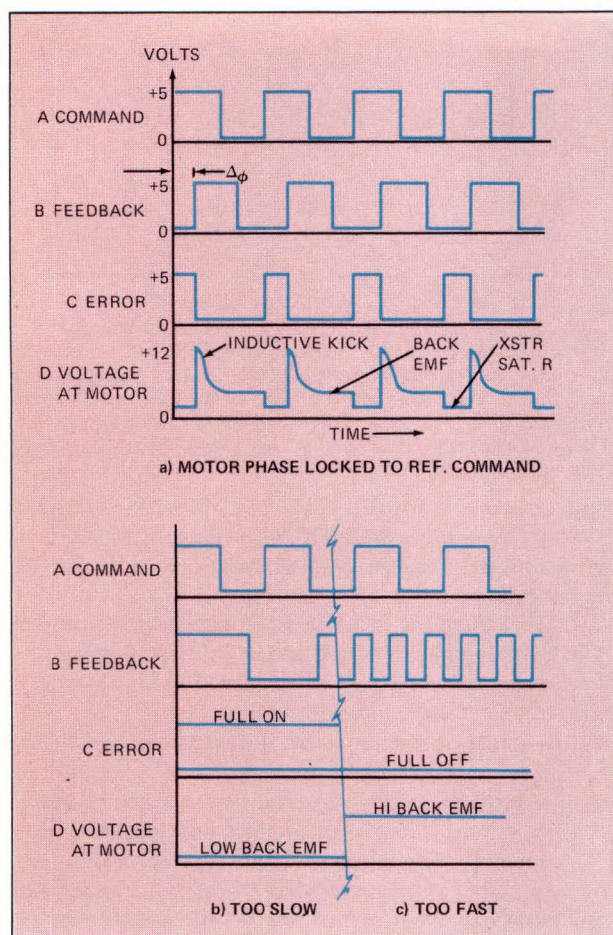 VOLTS
+5
A COMMAND
0
Δφ
+5
B FEEDBACK
0
+5
C ERROR
0
INDUCTIVE KICK
BACK
EMF
XSTR
SAT. R
+12
D VOLTAGE
AT MOTOR
0
TIME
a) MOTOR PHASE LOCKED TO REF. COMMAND
A COMMAND
B FEEDBACK
FULL ON
C ERROR
FULL OFF
HI BACK EMF
D VOLTAGE
AT MOTOR
LOW BACK EMF
b) TOO SLOW c) TOO FAST